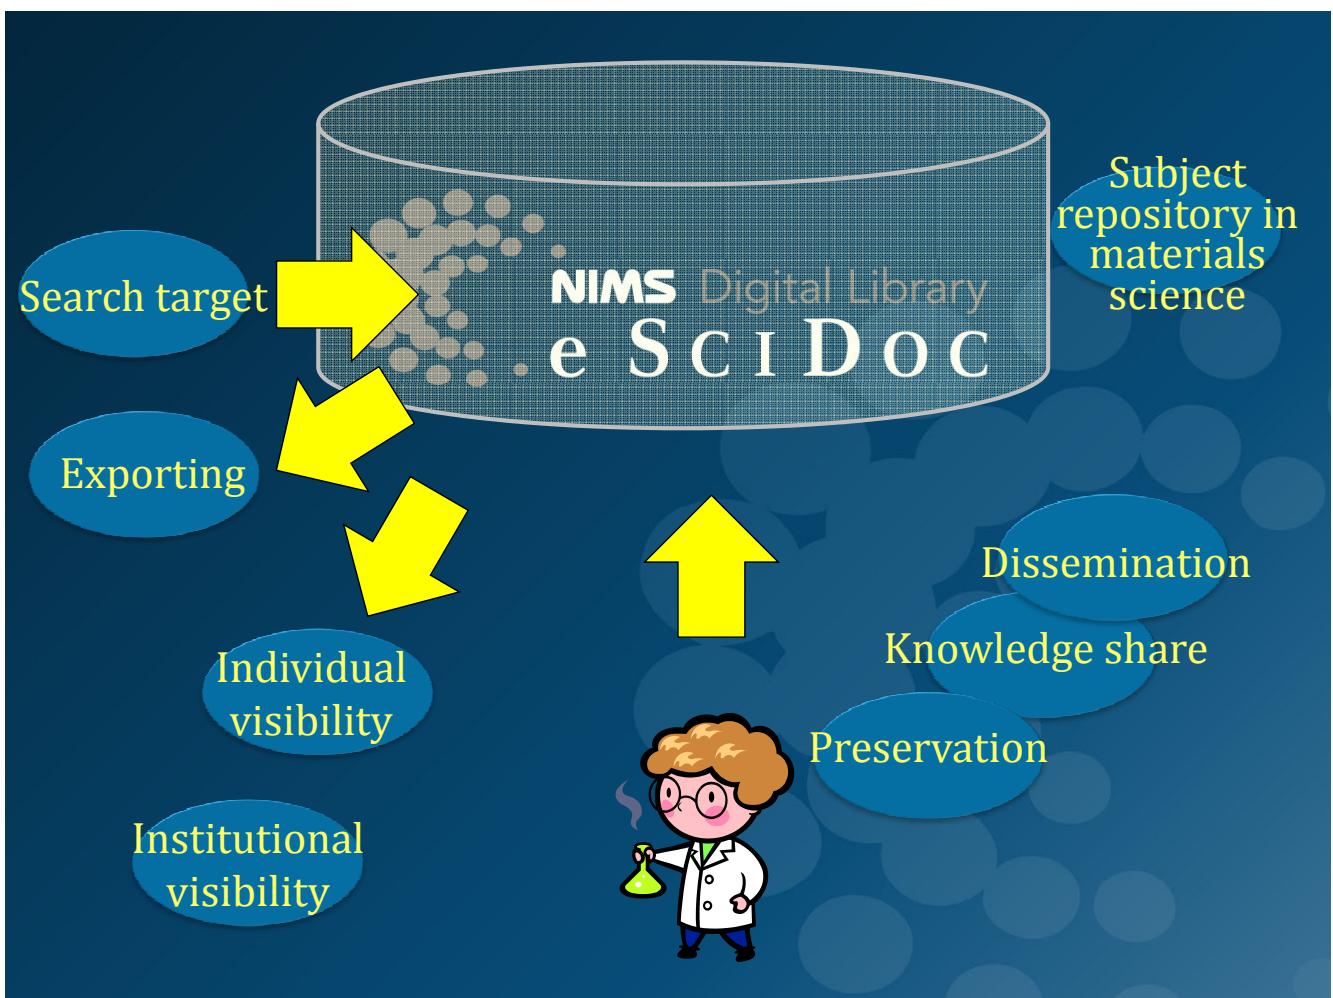 Subject
repository in
materials
science
Search target
NIMS Digital Library
e SCIDOC
Exporting
Dissemination
Knowledge share
Individual
visibility
Preservation
Institutional
visibility